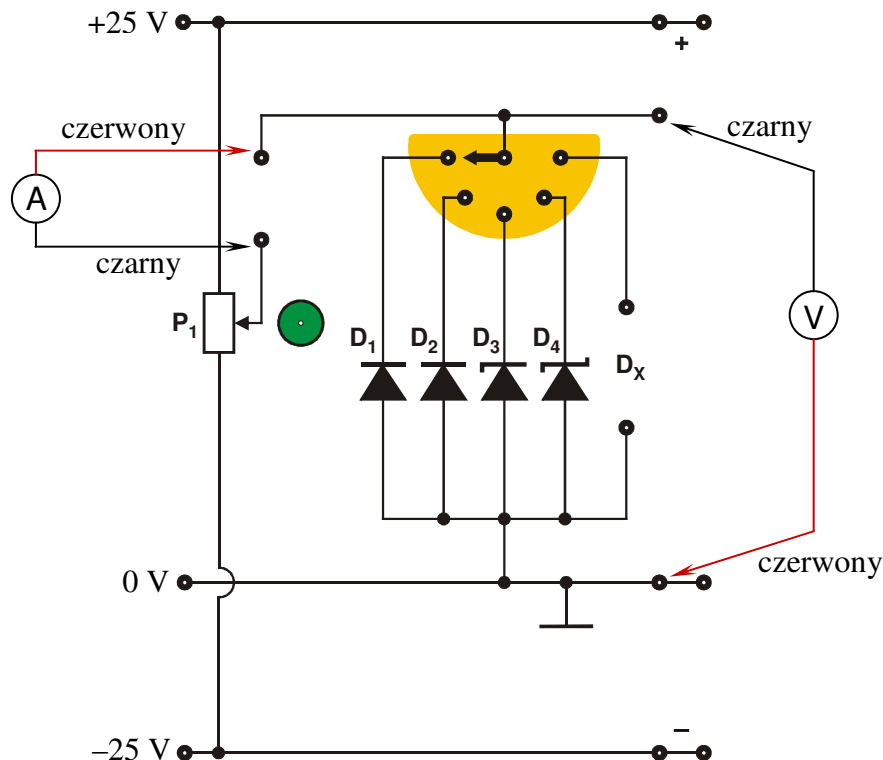 +25 V
+
czerwony
czarny
A
czarny
P1
D1 D2 D3 D4
DX
V
czerwony
0 V
–25 V
–